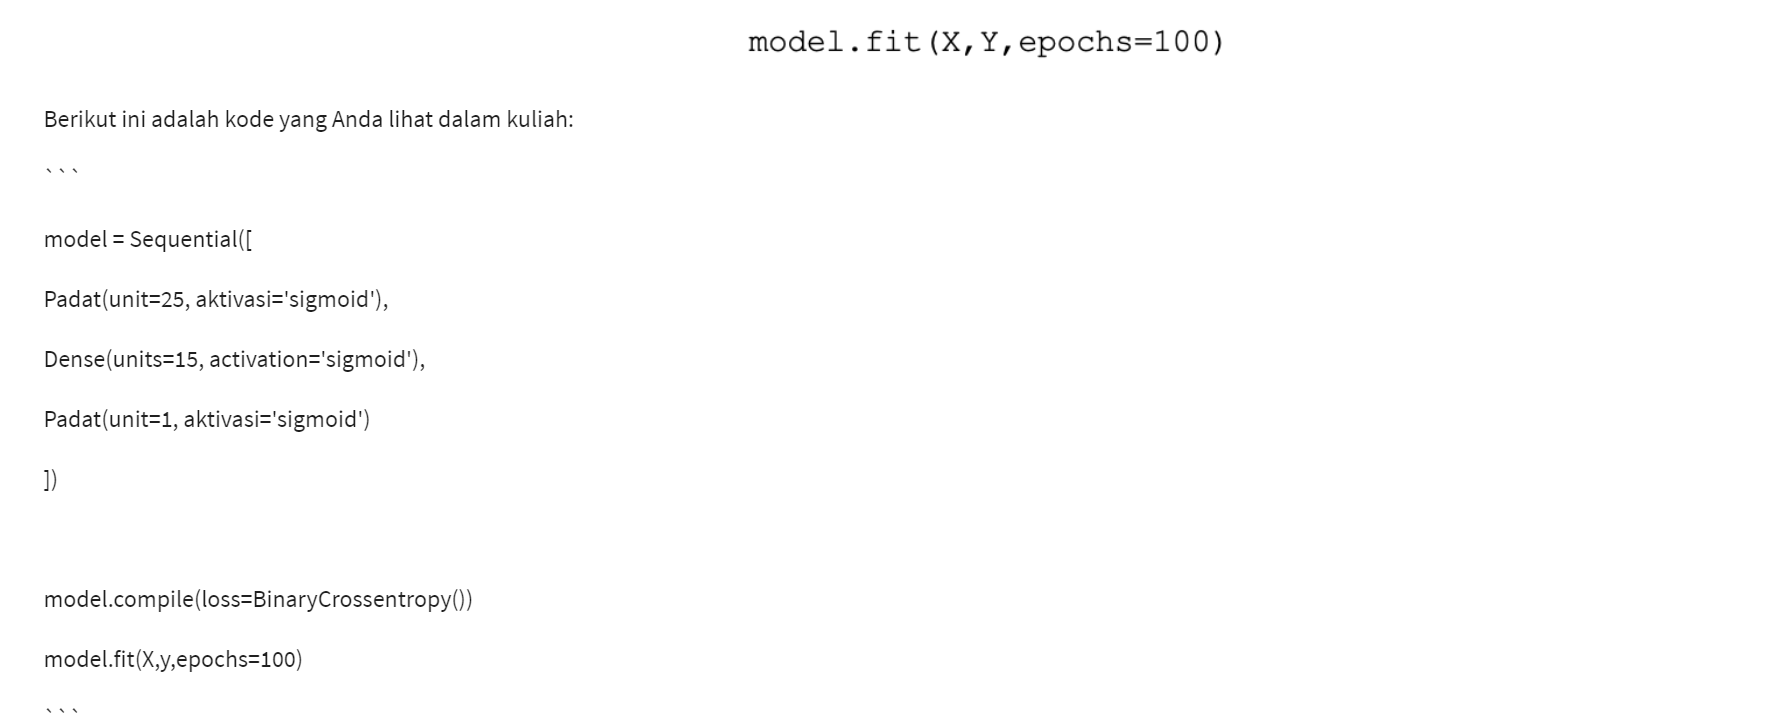 model.fit(X,Y,epochs=100)
Berikut ini adalah kode yang Anda lihat dalam kuliah:
```
model = Sequential([
Padat(unit=25, aktivasi='sigmoid'),
Dense(units=15, activation='sigmoid'),
Padat(unit=1, aktivasi='sigmoid')
])
model.compile(loss=BinaryCrossentropy())
model.fit(X,y,epochs=100)
```